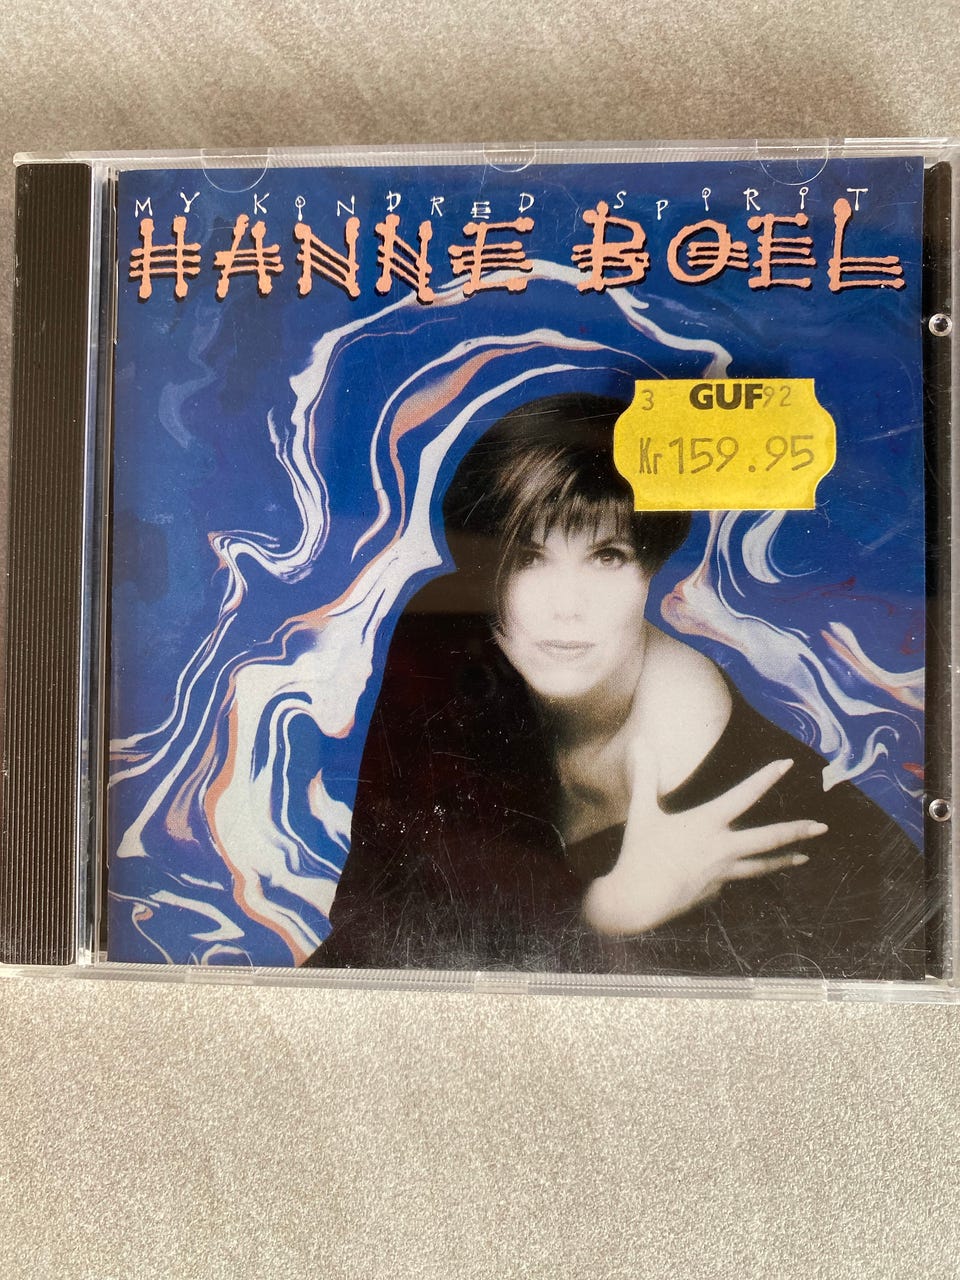 MY KINDRED SPIRIT
HANNE BOEL
3 GUF 92
Kr 159.95